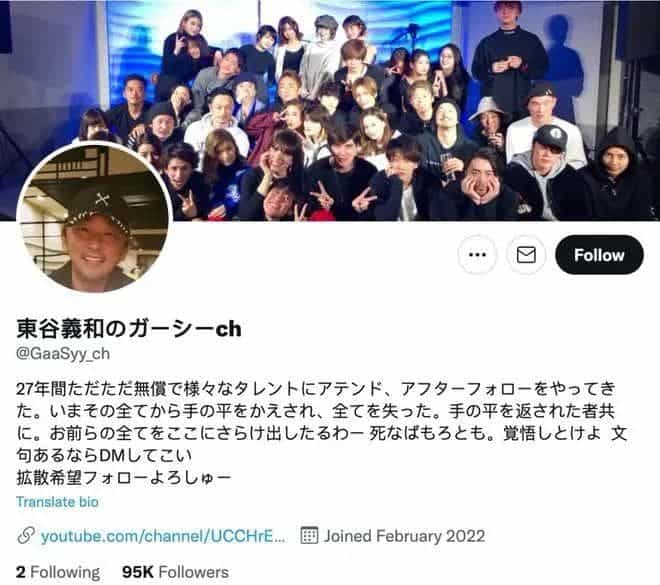 Follow
東谷義和のガーシーch
@GaaSyy_ch
27年間ただただ無償で様々なタレントにアテンド、アフターフォローをやってき
た。いまその全てから手の平をかえされ、全てを失った。手の平を返された者共
に。お前らの全てをここにさらけ出したるわー 死なばもろとも。覚悟しとけよ 文
句あるならDMしてこい
拡散希望フォローよろしゅー
Translate bio
youtube.com/channel/UCCHrE... Joined February 2022
2 Following 95K Followers